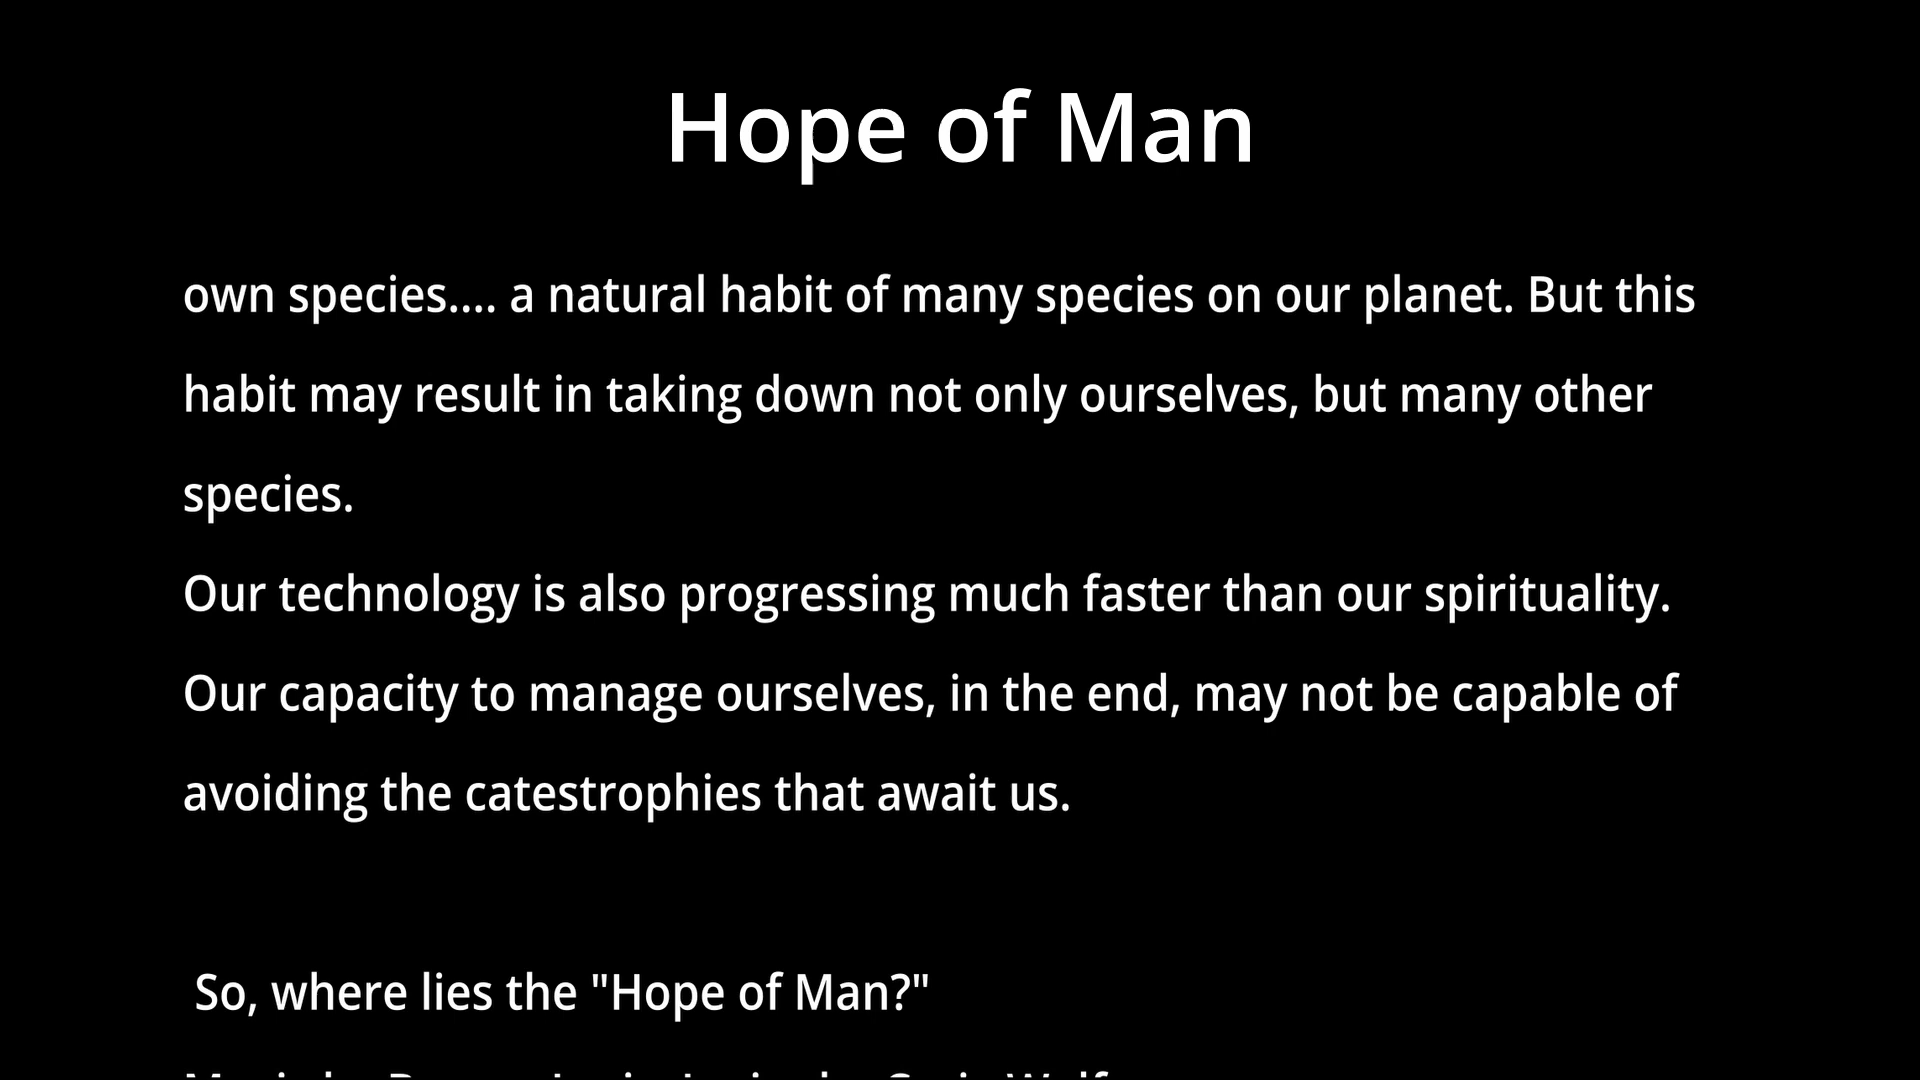 Hope of Man
own species.... a natural habit of many species on our planet. But this
habit may result in taking down not only ourselves, but many other
species.
Our technology is also progressing much faster than our spirituality.
Our capacity to manage ourselves, in the end, may not be capable of
avoiding the catestrophies that await us.
So, where lies the "Hope of Man?"